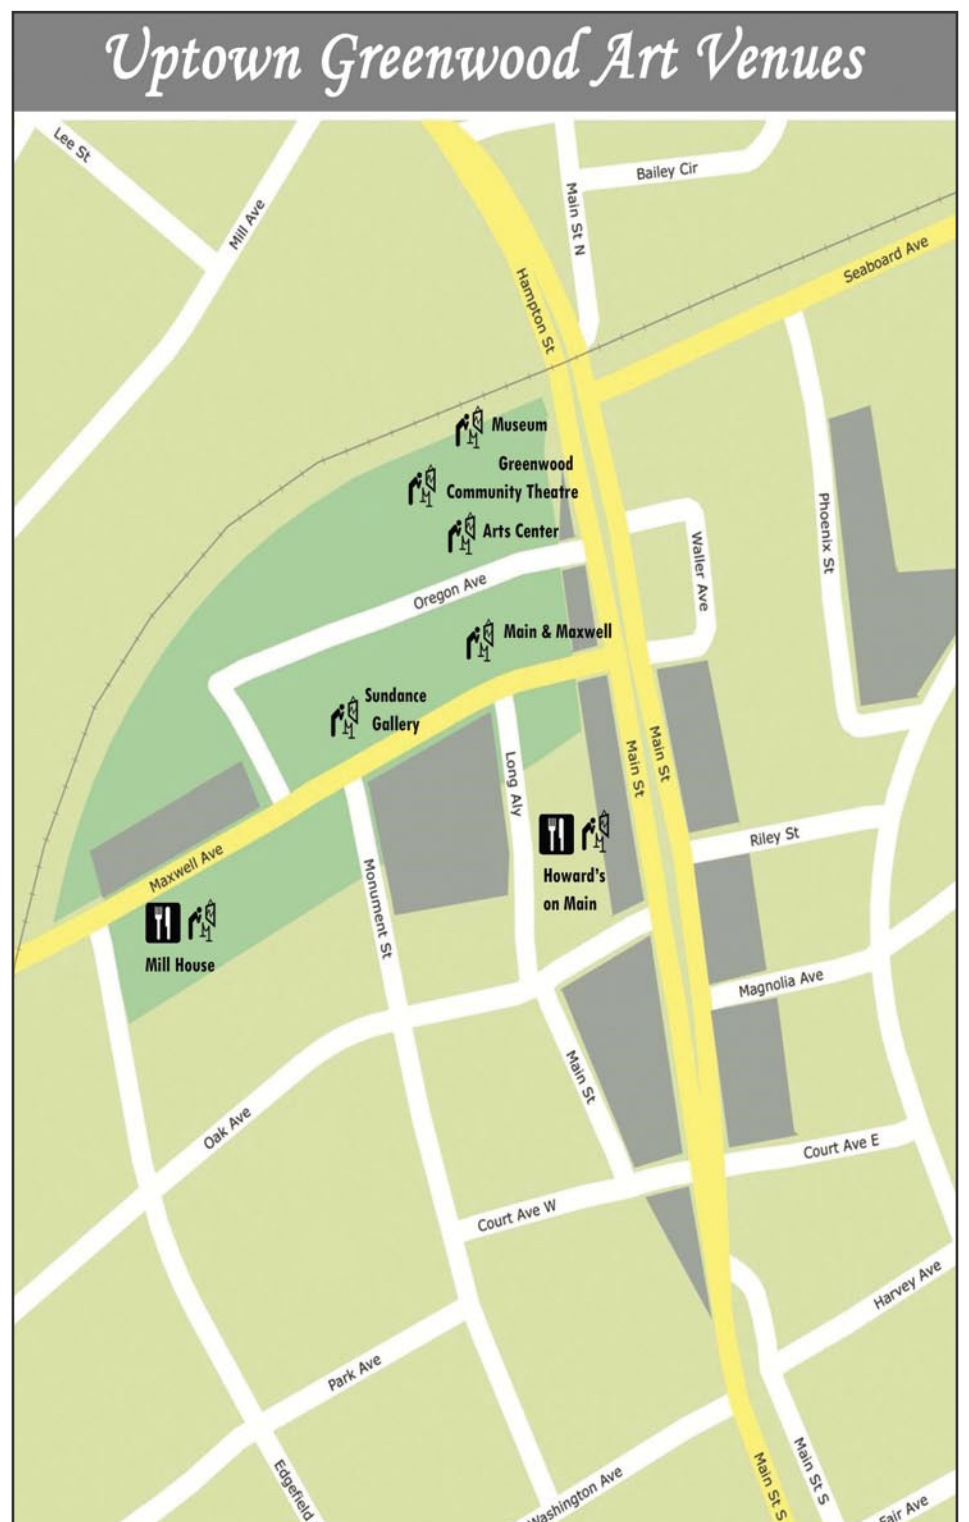 Uptown Greenwood Art Venues
Lee St
Mill Ave
Bailey Cir
Main St N
Seaboard Ave
Hampton St
Museum
Greenwood
Community Theatre
Arts Center
Phoenix St
Waller Ave
Oregon Ave
Main & Maxwell
Sundance
Gallery
Main St
Main St
Long Aly
Riley St
Maxwell Ave
Monument St
Howard's
on Main
Mill House
Magnolia Ave
Main St
Oak Ave
Court Ave E
Court Ave W
Harvey Ave
Park Ave
Main St S
Main St S
Edgefield
Washington Ave
Fair Ave